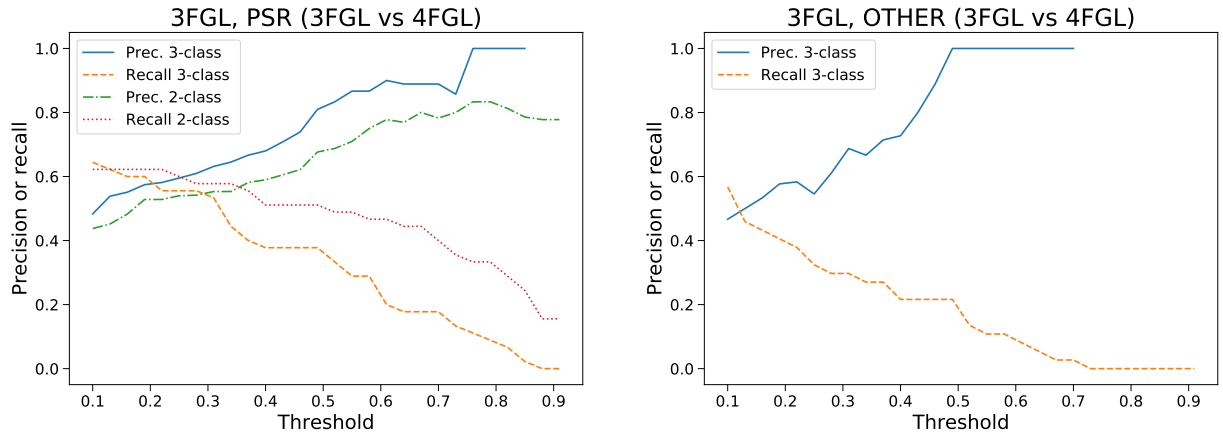 3FGL, PSR (3FGL vs 4FGL)
Precision or recall
1.0
0.8
0.6
0.4
0.2
0.0
Prec. 3-class
Recall 3-class
Prec. 2-class
Recall 2-class
0.1 0.2 0.3 0.4 0.5 0.6 0.7 0.8 0.9
Threshold
3FGL, OTHER (3FGL vs 4FGL)
Precision or recall
1.0
0.8
0.6
0.4
0.2
0.0
Prec. 3-class
Recall 3-class
0.1 0.2 0.3 0.4 0.5 0.6 0.7 0.8 0.9
Threshold